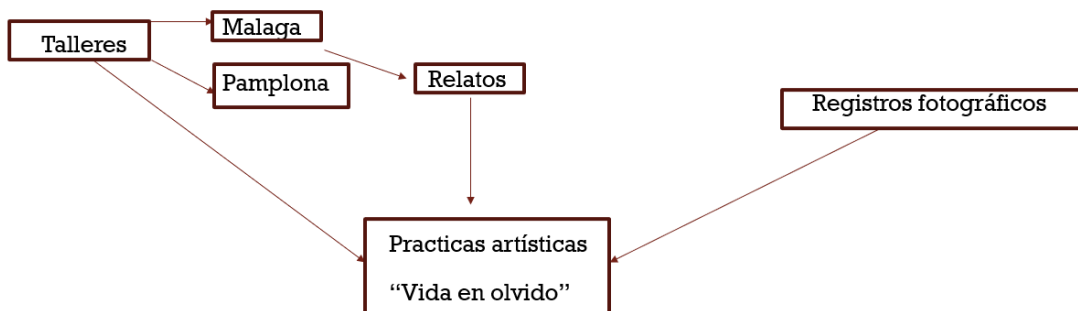 Talleres
Malaga
Pamplona
Relatos
Registros fotográficos
Practicas artísticas
“Vida en olvido”